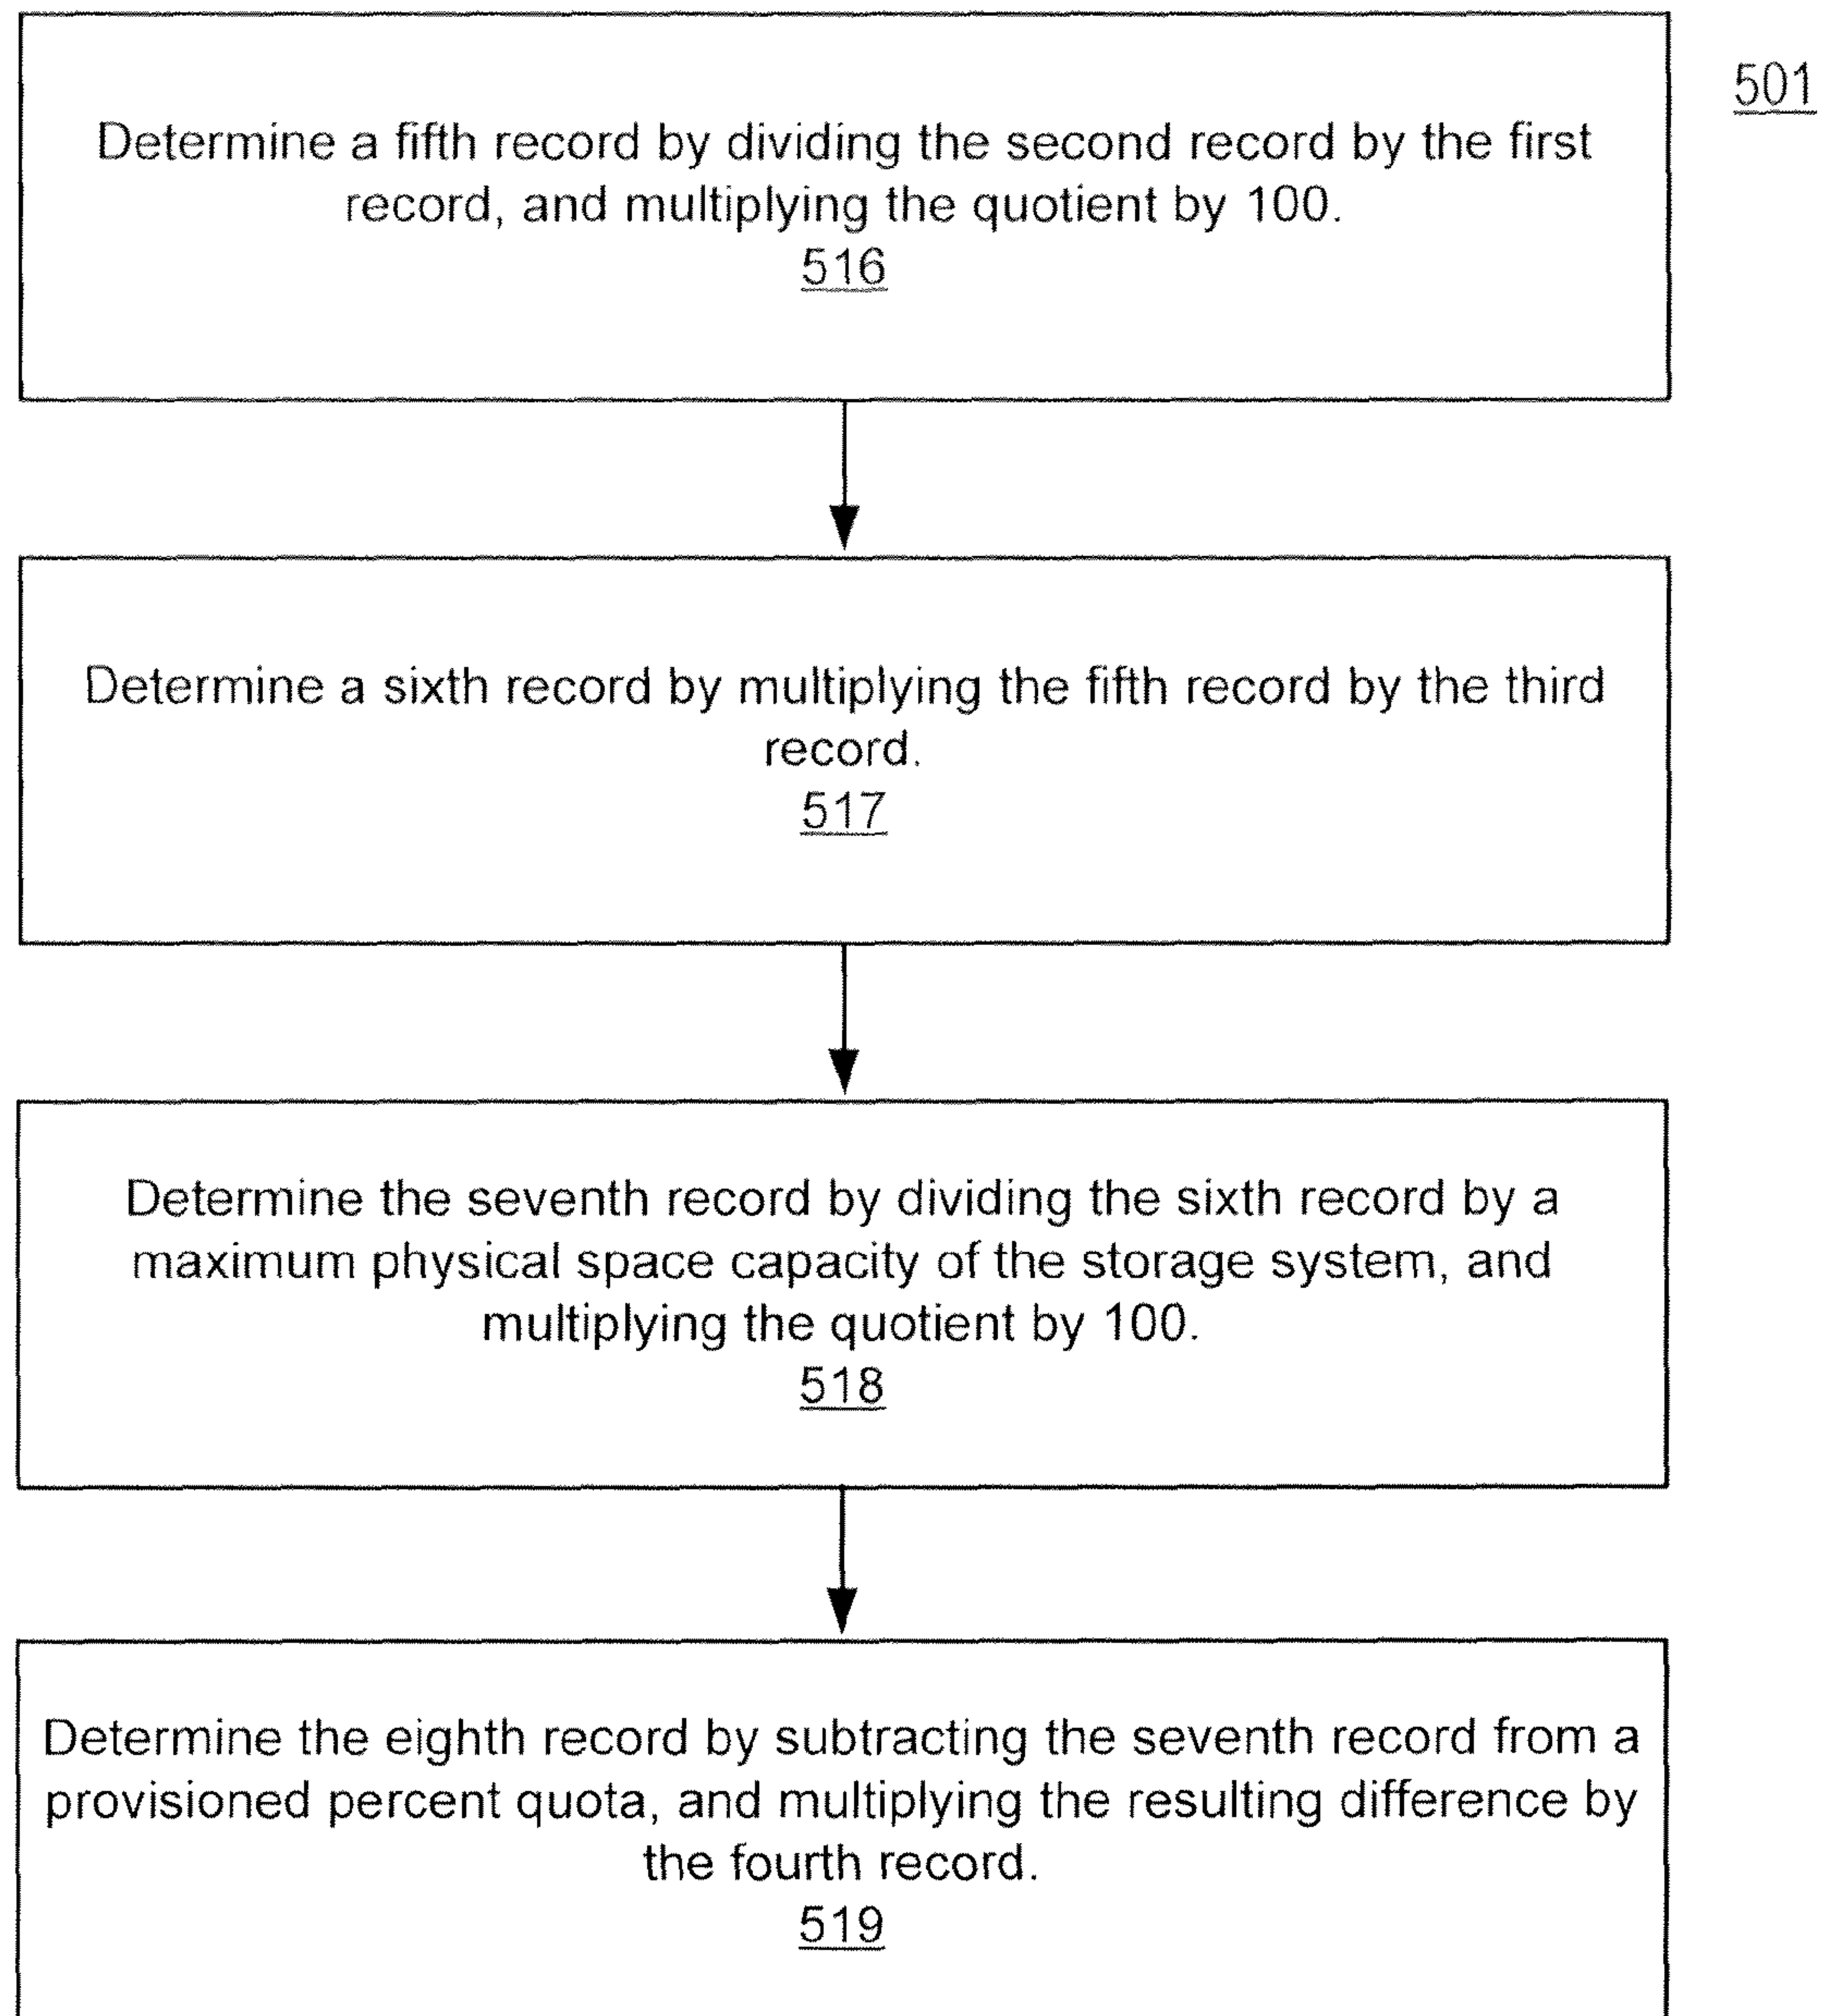 501
Determine a fifth record by dividing the second record by the first
record, and multiplying the quotient by 100.
516
Determine a sixth record by multiplying the fifth record by the third
record.
517
Determine the seventh record by dividing the sixth record by a
maximum physical space capacity of the storage system, and
multiplying the quotient by 100.
518
Determine the eighth record by subtracting the seventh record from a
provisioned percent quota, and multiplying the resulting difference by
the fourth record.
519